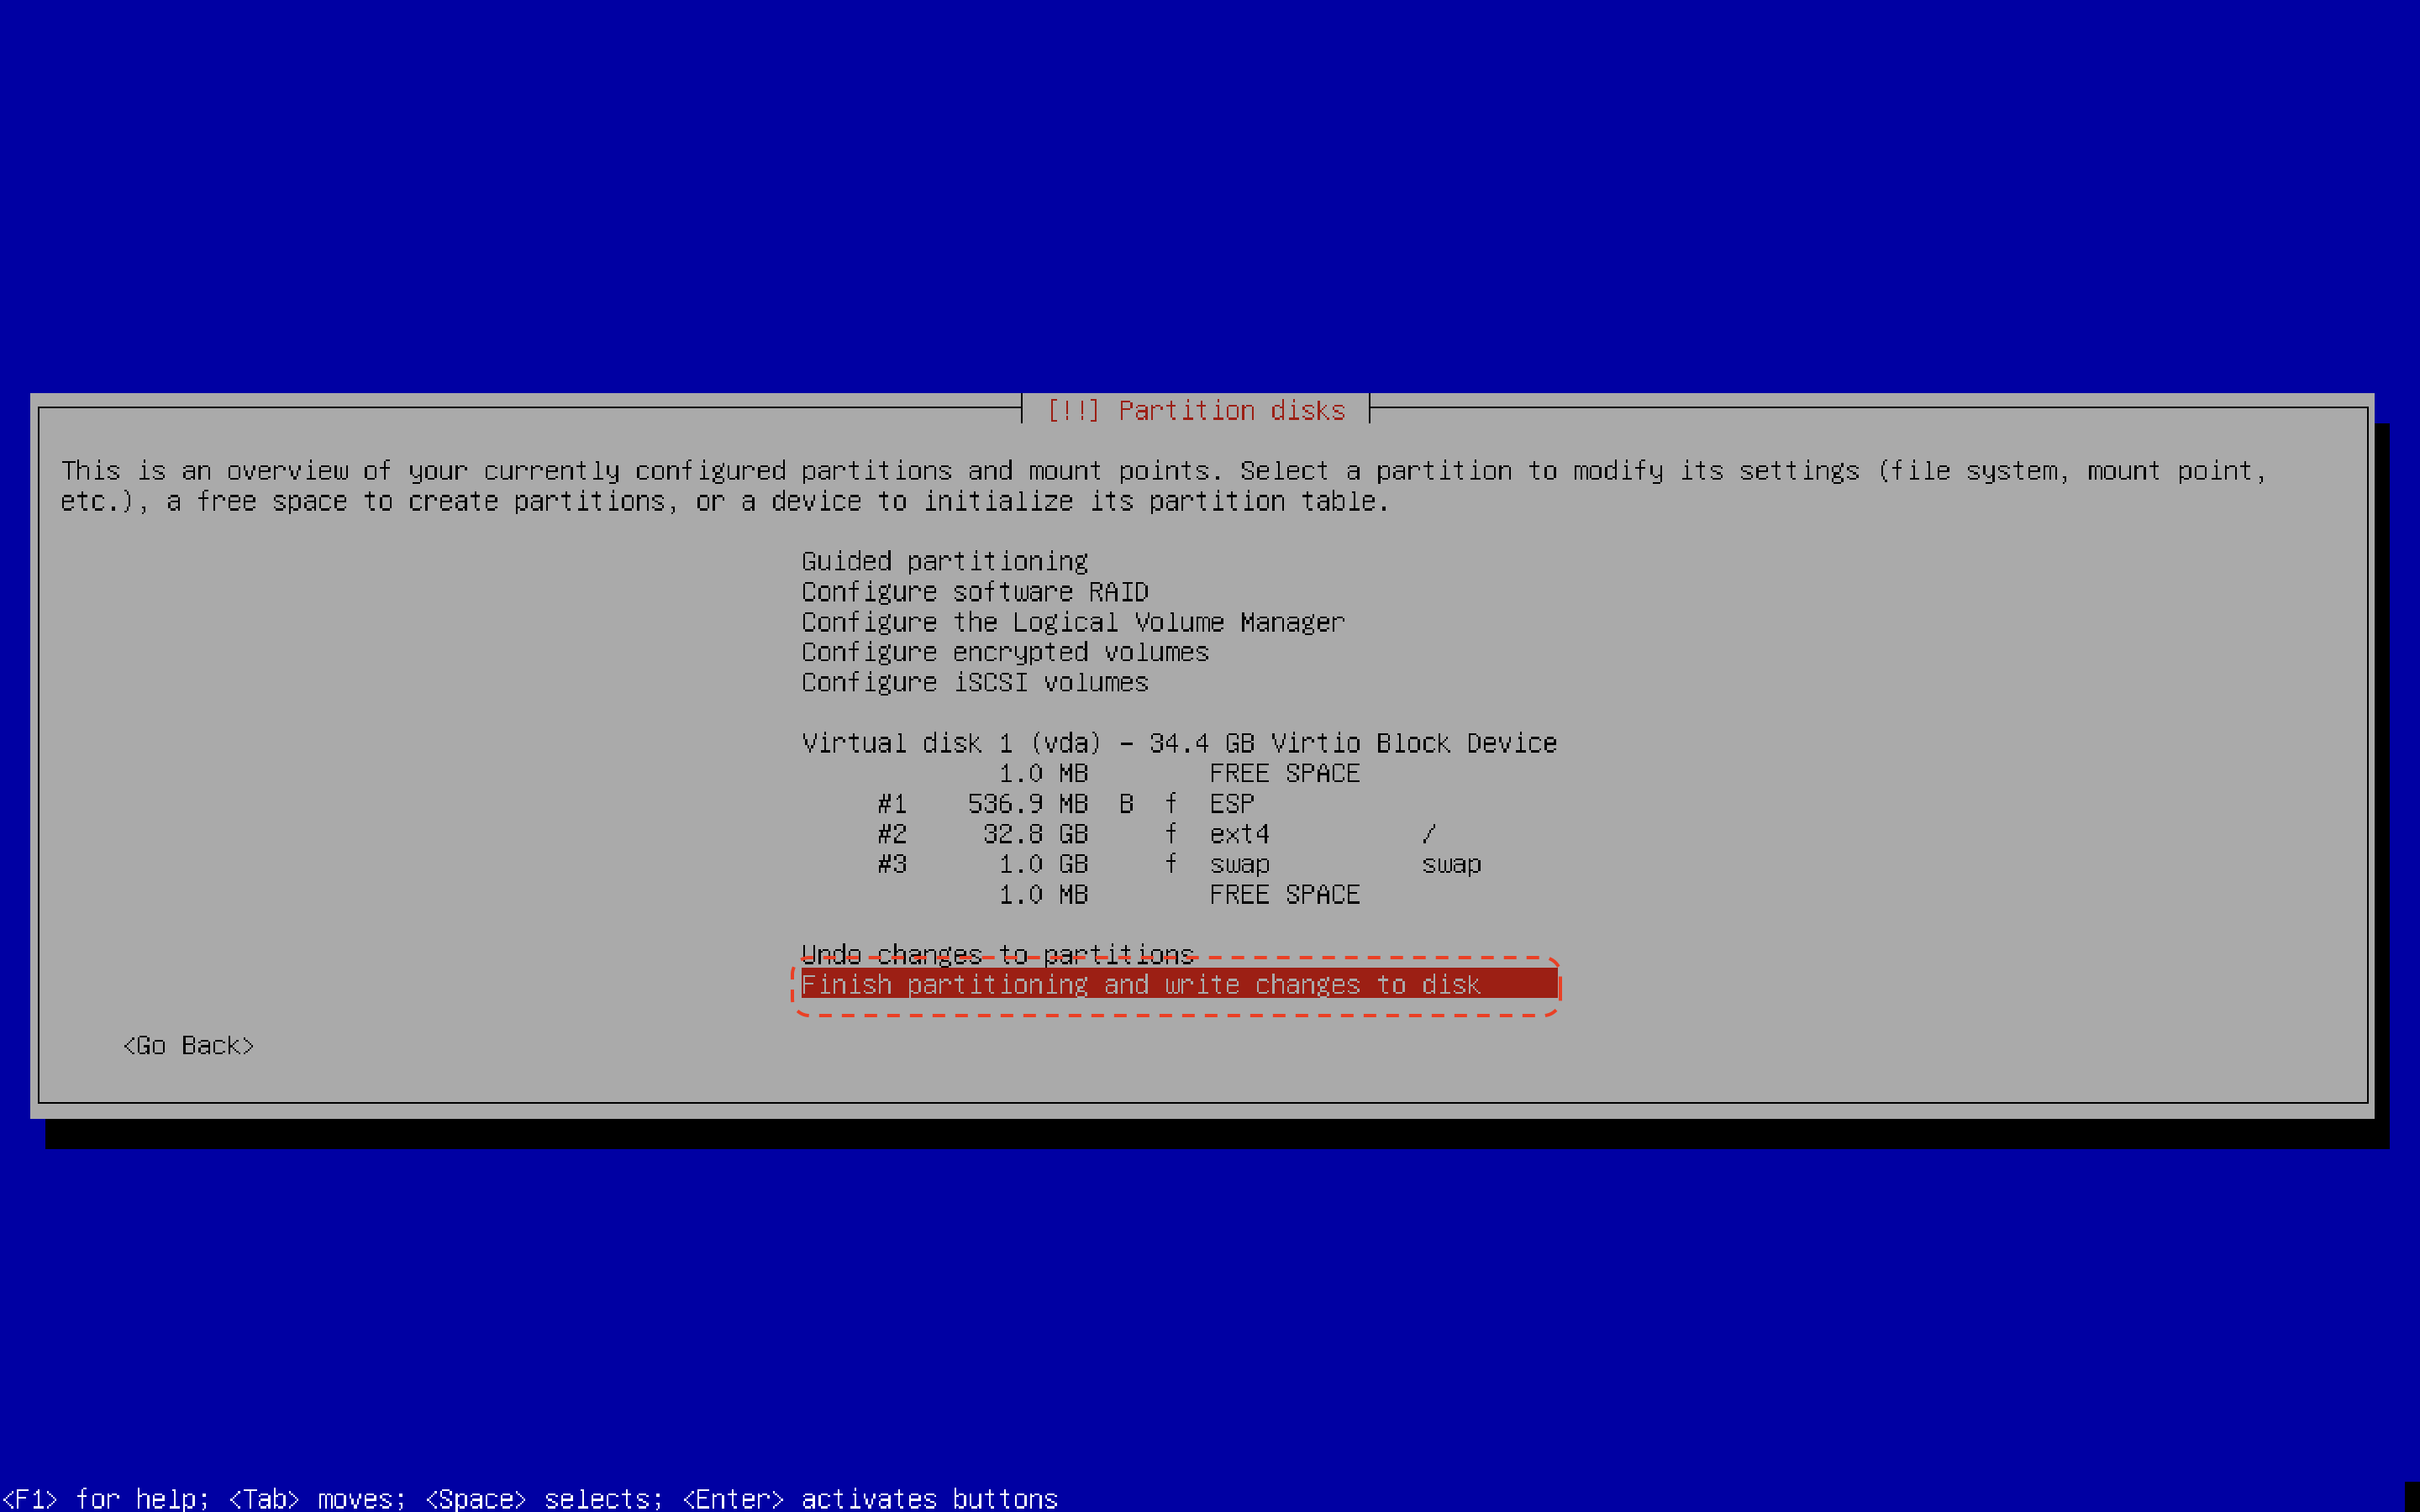 [!!] Partition disks
This is an overview of your currently configured partitions and mount points. Select a partition to modify its settings (file system, mount point,
etc.), a free space to create partitions, or a device to initialize its partition table.
Guided partitioning
Configure software RAID
Configure the Logical Volume Manager
Configure encrypted volumes
Configure iSCSI volumes
Virtual disk 1 (vda) - 34.4 GB Virtio Block Device
1.0 MB FREE SPACE
#1 536.9 MB B f ESP
#2 32.8 GB f ext4 /
#3 1.0 GB f swap swap
1.0 MB FREE SPACE
Undo changes to partitions
Finish partitioning and write changes to disk
<Go Back>
<F1> for help; <Tab> moves; <Space> selects; <Enter> activates buttons